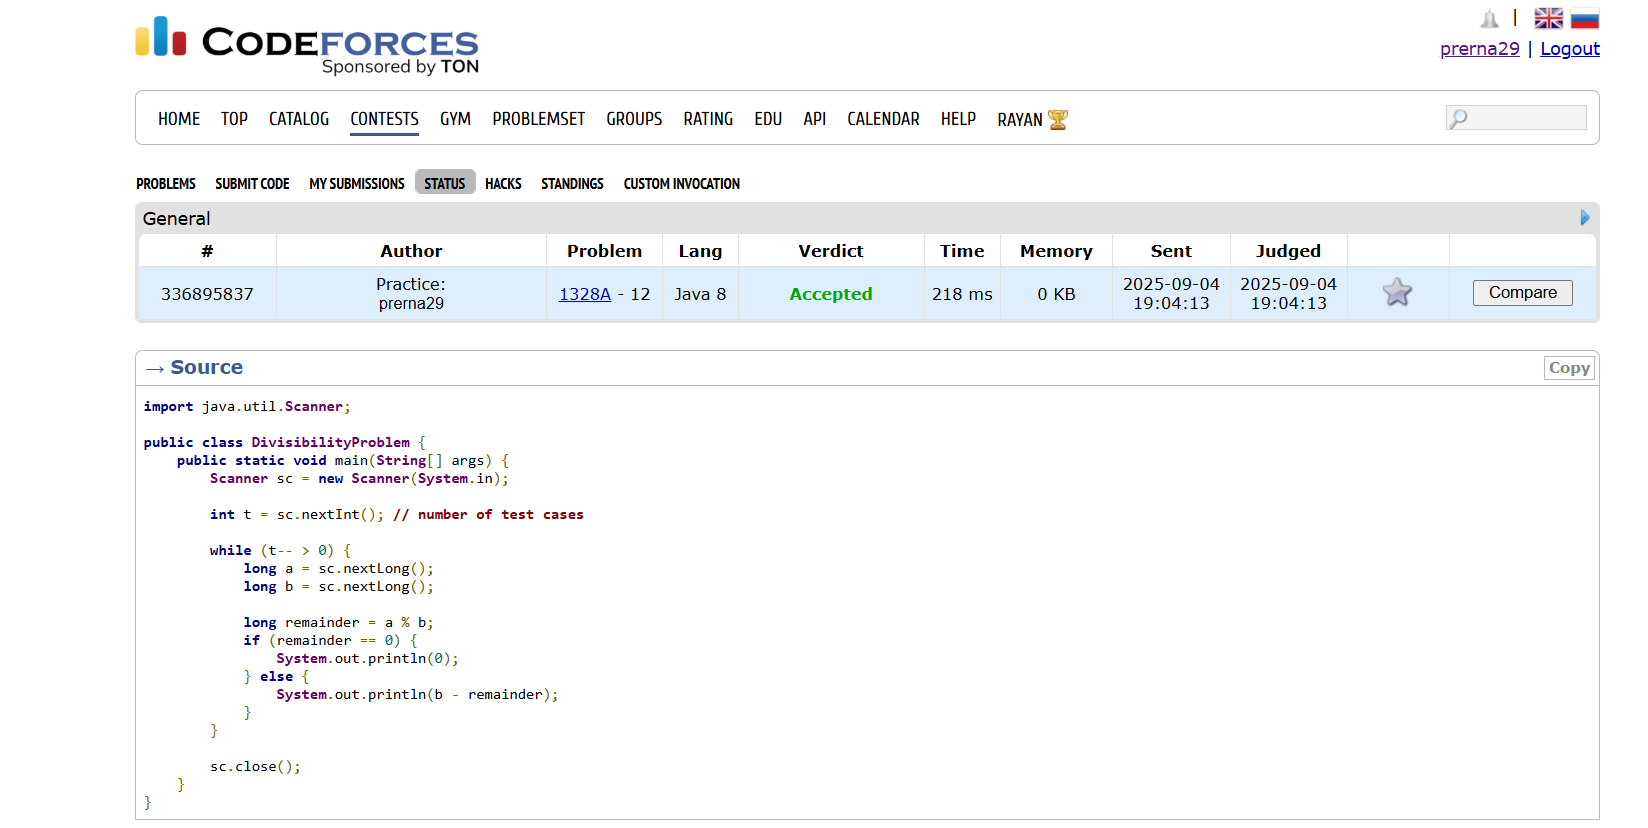 CODEFORCES
Sponsored by TON
|
prerna29 | Logout
HOME TOP CATALOG CONTESTS GYM PROBLEMSET GROUPS RATING EDU API CALENDAR HELP RAYAN
PROBLEMS SUBMIT CODE MY SUBMISSIONS STATUS HACKS STANDINGS CUSTOM INVOCATION
General
# Author Problem Lang Verdict Time Memory Sent Judged
336895837 Practice: prerna29 1328A - 12 Java 8 Accepted 218 ms 0 KB 2025-09-04 19:04:13 2025-09-04 19:04:13 Compare
→ Source Copy
import java.util.Scanner;
public class DivisibilityProblem {
public static void main(String[] args) {
Scanner sc = new Scanner(System.in);
int t = sc.nextInt(); // number of test cases
while (t-- > 0) {
long a = sc.nextLong();
long b = sc.nextLong();
long remainder = a % b;
if (remainder == 0) {
System.out.println(0);
} else {
System.out.println(b - remainder);
}
}
sc.close();
}
}